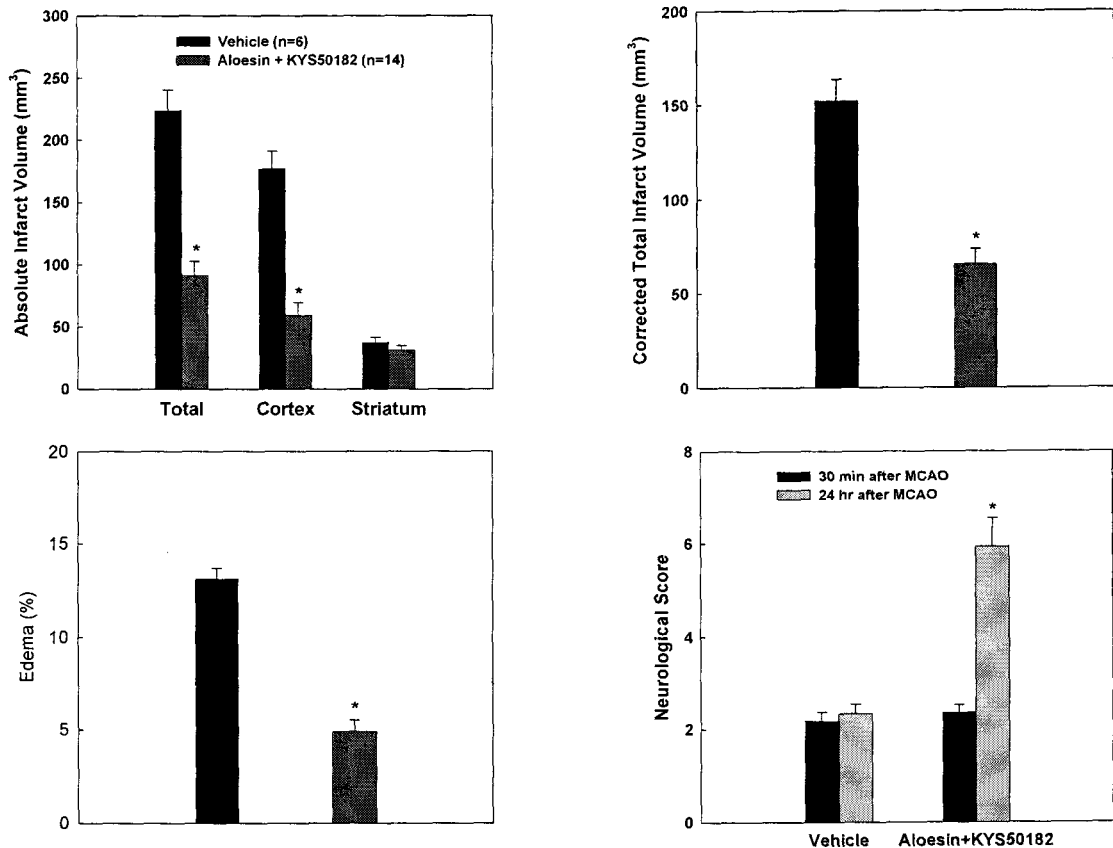 Absolute Infarct Volume (mm³)
300
250
200
150
100
50
0
Vehicle (n=6)
Aloesin + KYS50182 (n=14)
*
*
Total Cortex Striatum
Corrected Total Infarct Volume (mm³)
200
150
100
50
0
*
Edema (%)
20
15
10
5
0
*
Neurological Score
8
6
4
2
0
30 min after MCAO
24 hr after MCAO
*
Vehicle Aloesin+KYS50182